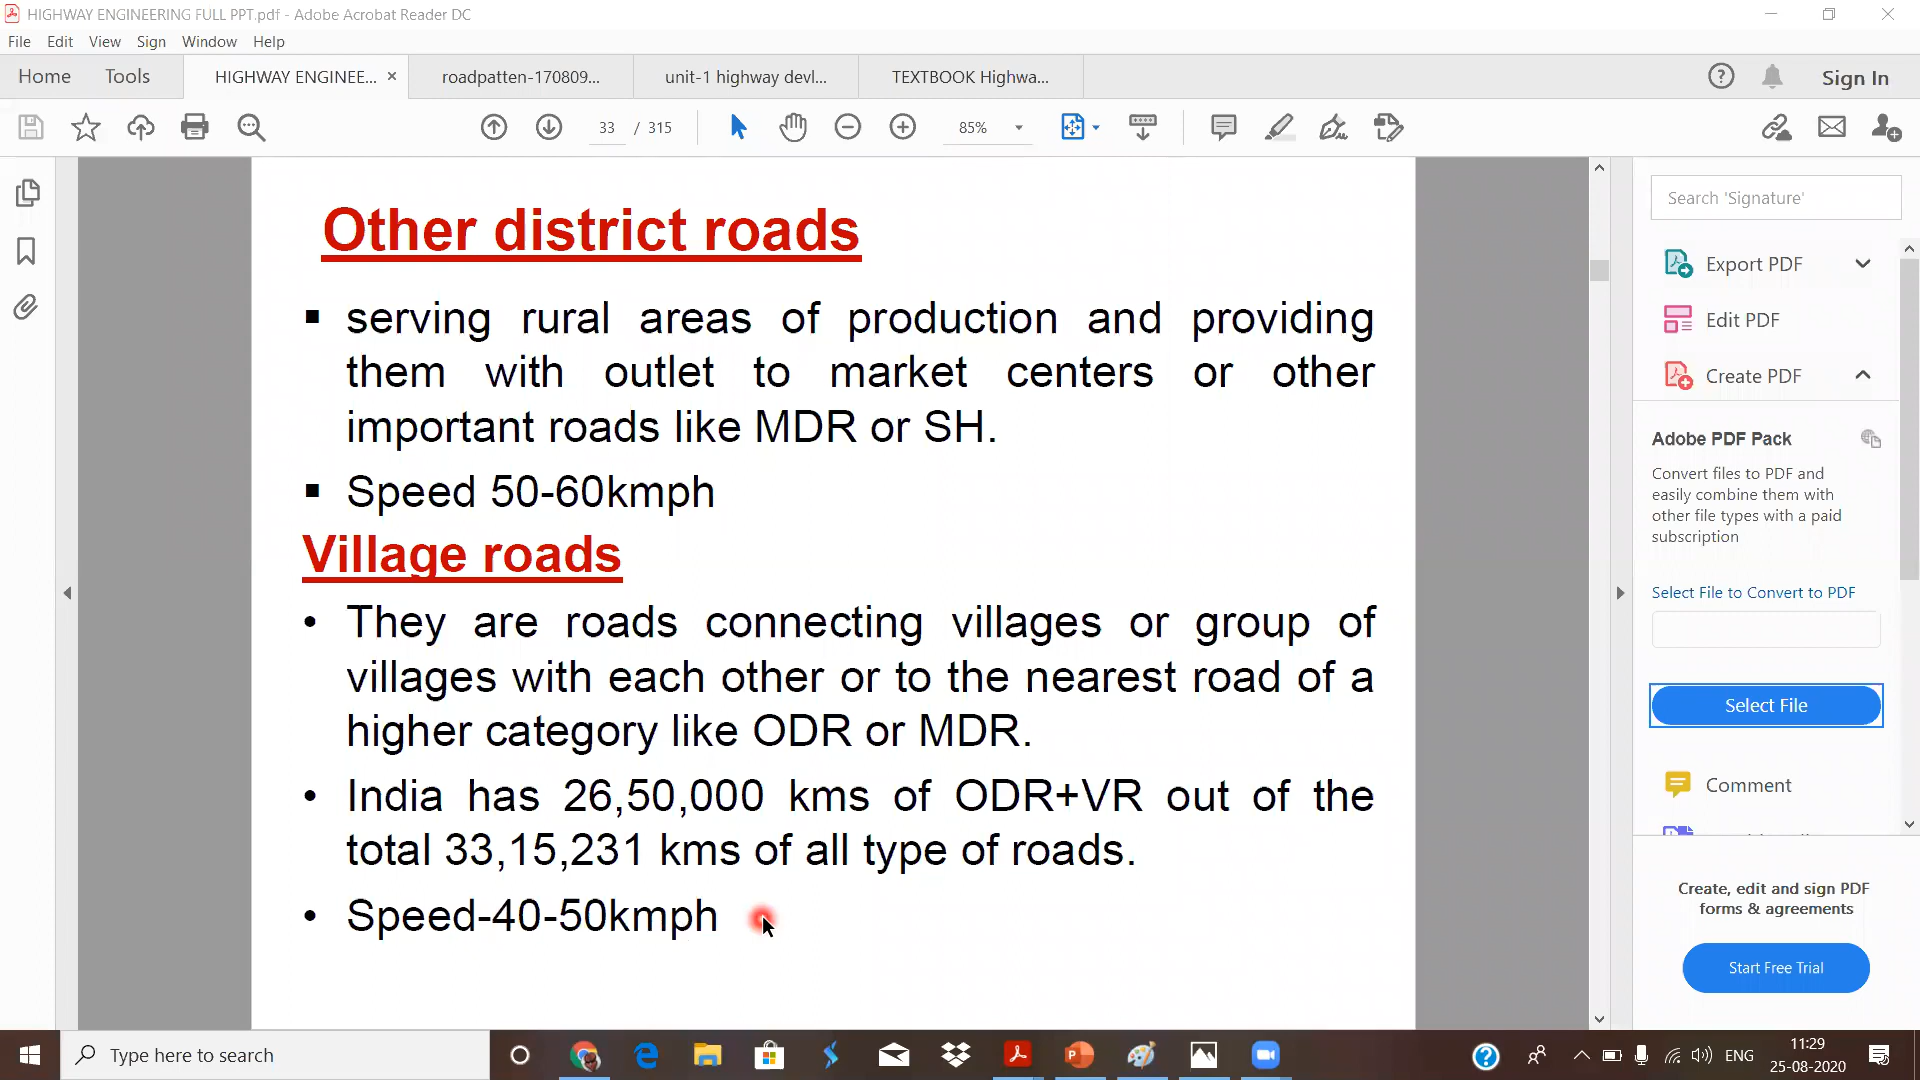 HIGHWAY ENGINEERING FULL PPT.pdf - Adobe Acrobat Reader DC
File Edit View Sign Window Help
Home Tools HIGHWAY ENGINEE... × roadpatten-170809... unit-1 highway devl... TEXTBOOK Highwa... Sign In
33 / 315 85%
Other district roads
▪ serving rural areas of production and providing
them with outlet to market centers or other
important roads like MDR or SH.
▪ Speed 50-60kmph
Village roads
• They are roads connecting villages or group of
villages with each other or to the nearest road of a
higher category like ODR or MDR.
• India has 26,50,000 kms of ODR+VR out of the
total 33,15,231 kms of all type of roads.
• Speed-40-50kmph
Search 'Signature'
Export PDF
Edit PDF
Create PDF
Adobe PDF Pack
Convert files to PDF and
easily combine them with
other file types with a paid
subscription
Select File to Convert to PDF
Select File
Comment
Create, edit and sign PDF
forms & agreements
Start Free Trial
Type here to search
ENG
11:29
25-08-2020